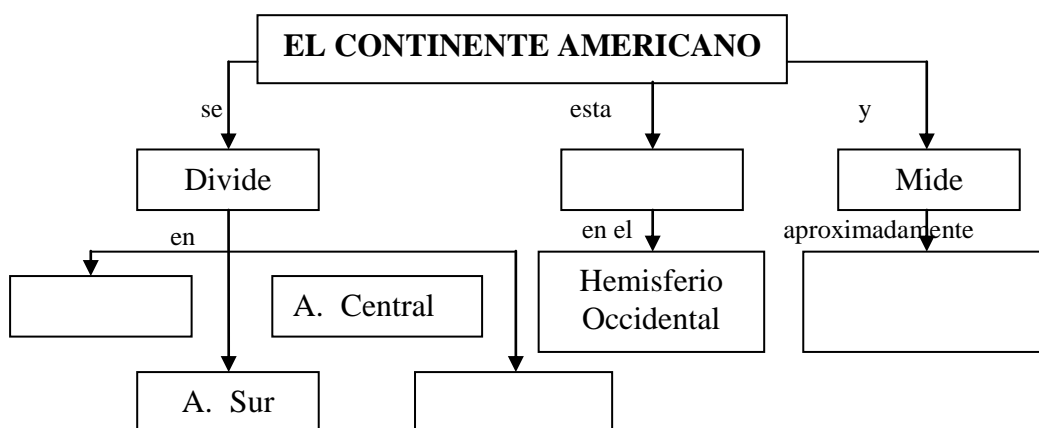 EL CONTINENTE AMERICANO
se
esta
y
Divide
Mide
en
en el
aproximadamente
A. Central
Hemisferio
Occidental
A. Sur